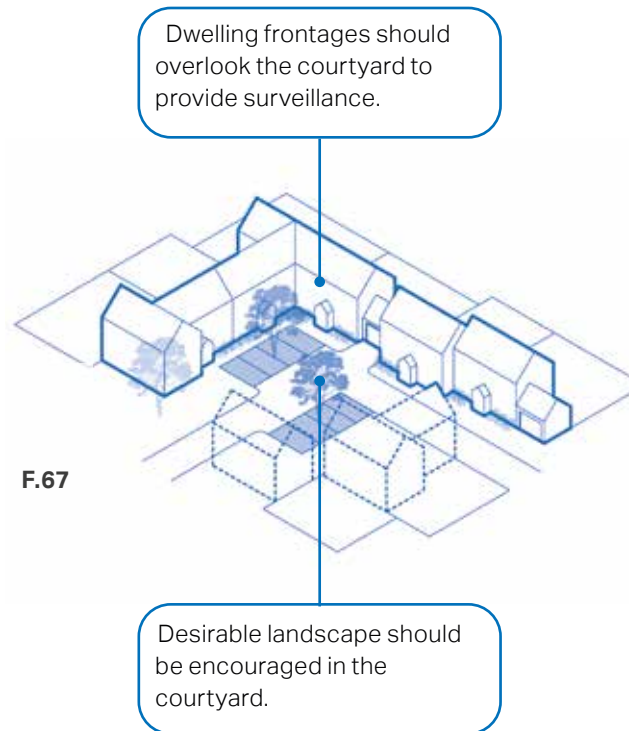 Dwelling frontages should
overlook the courtyard to
provide surveillance.
F.67
Desirable landscape should
be encouraged in the
courtyard.